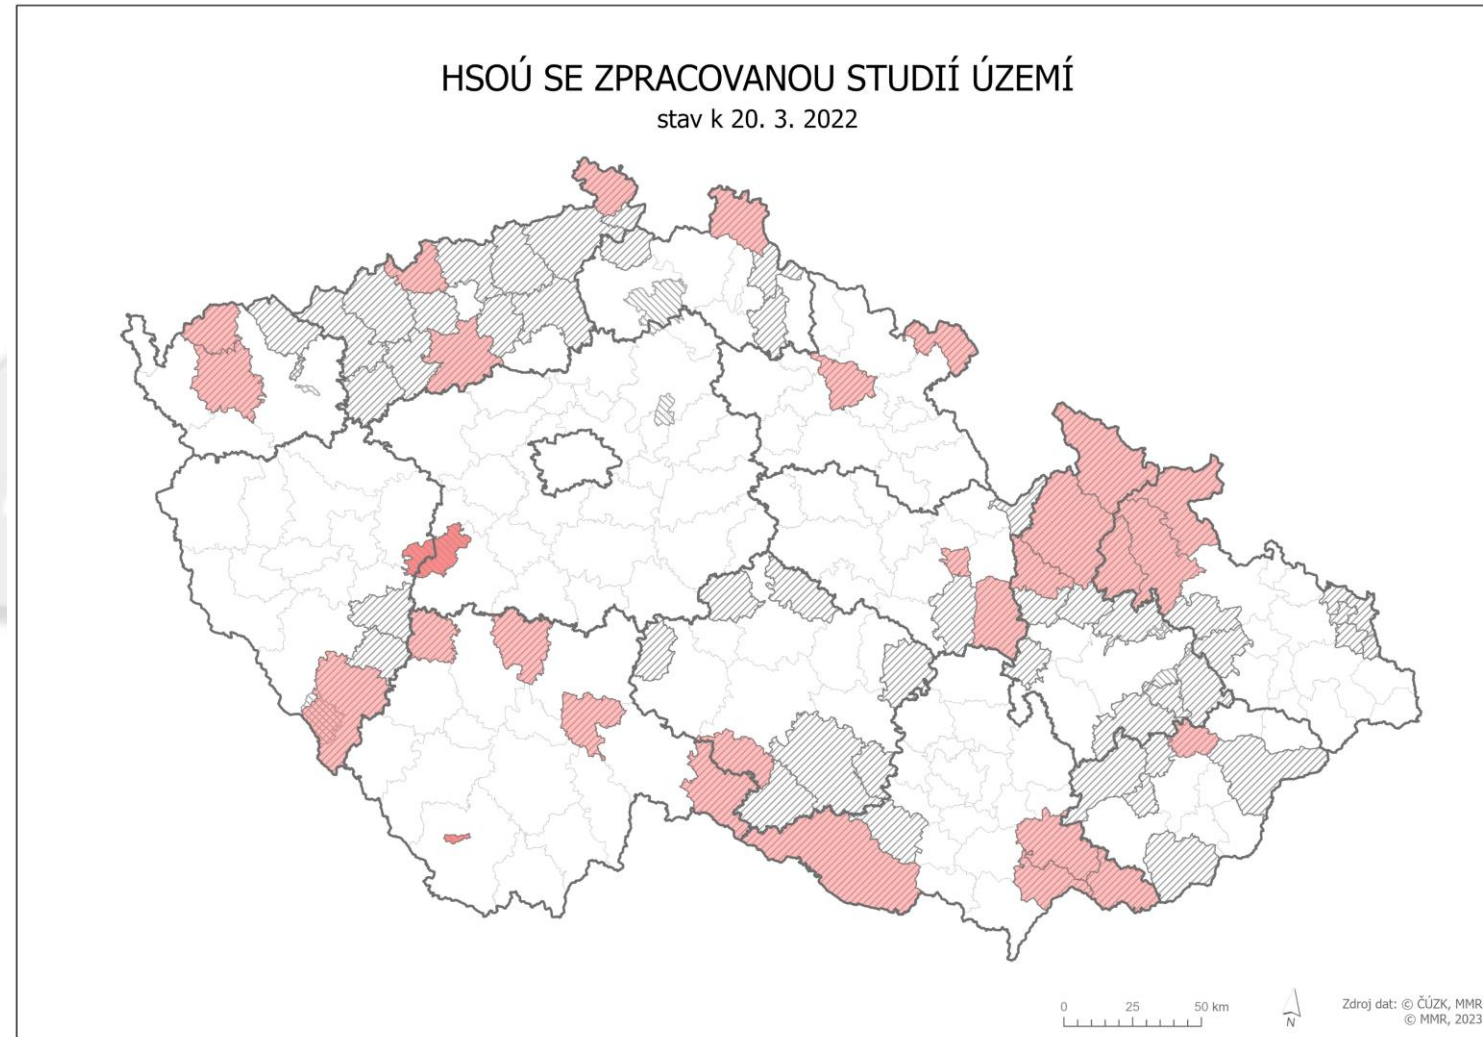 HSOÚ SE ZPRACOVANOU STUDIÍ ÚZEMÍ
stav k 20. 3. 2022
0 25 50 km
N
Zdroj dat: © ČÚZK, MMR
© MMR, 2023